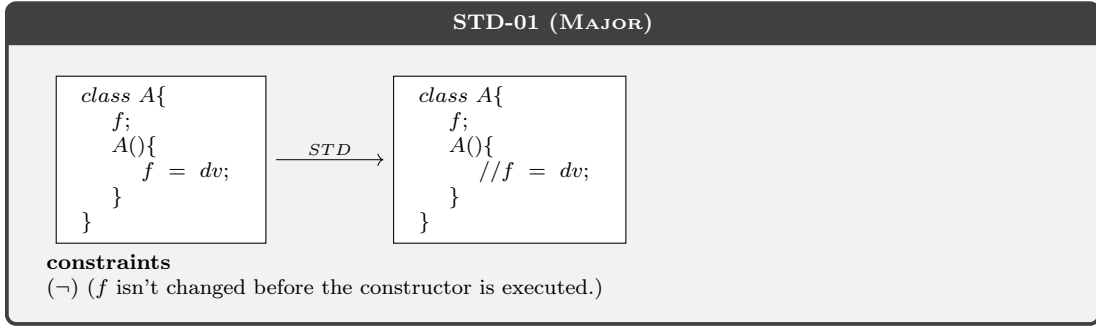 STD-01 (MAJOR)
class A{
f;
A(){
f = dv;
}
}
STD
class A{
f;
A(){
//f = dv;
}
}
constraints
(¬) (f isn't changed before the constructor is executed.)